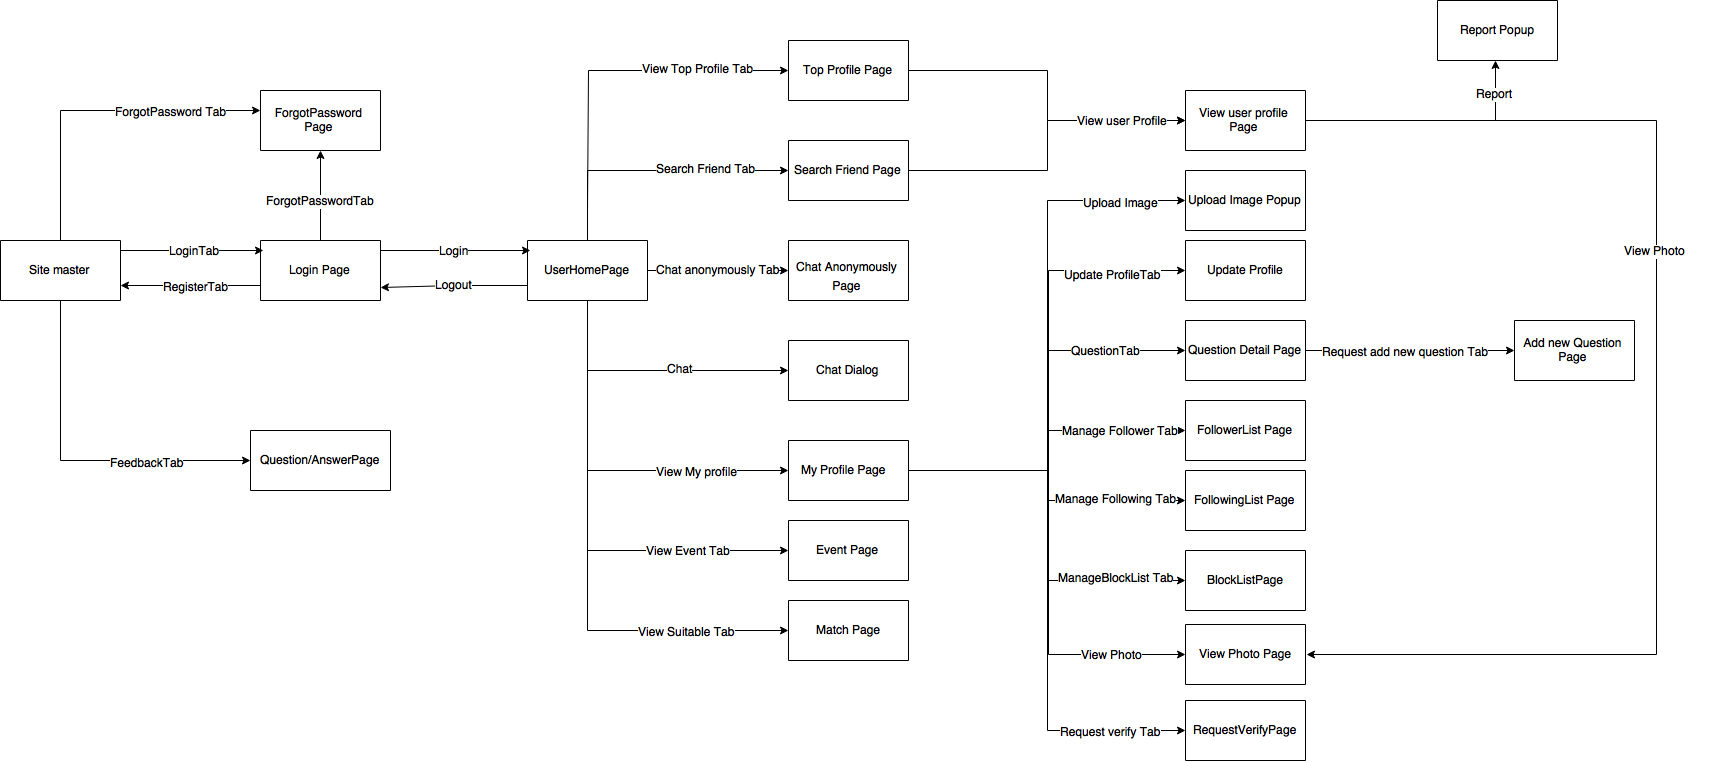 Report Popup
View Top Profile Tab
Top Profile Page
Report
ForgotPassword Tab
ForgotPassword
Page
View user Profile
View user profile
Page
Search Friend Tab
Search Friend Page
ForgotPasswordTab
Upload Image
Upload Image Popup
LoginTab
Login
View Photo
Site master
Login Page
UserHomePage
Chat anonymously Tab
Chat Anonymously
Page
Update ProfileTab
Update Profile
RegisterTab
Logout
QuestionTab
Question Detail Page
Request add new question Tab
Add new Question
Page
Chat
Chat Dialog
Manage Follower Tab
FollowerList Page
FeedbackTab
Question/AnswerPage
View My profile
My Profile Page
Manage Following Tab
FollowingList Page
View Event Tab
Event Page
ManageBlockList Tab
BlockListPage
View Suitable Tab
Match Page
View Photo
View Photo Page
Request verify Tab
RequestVerifyPage